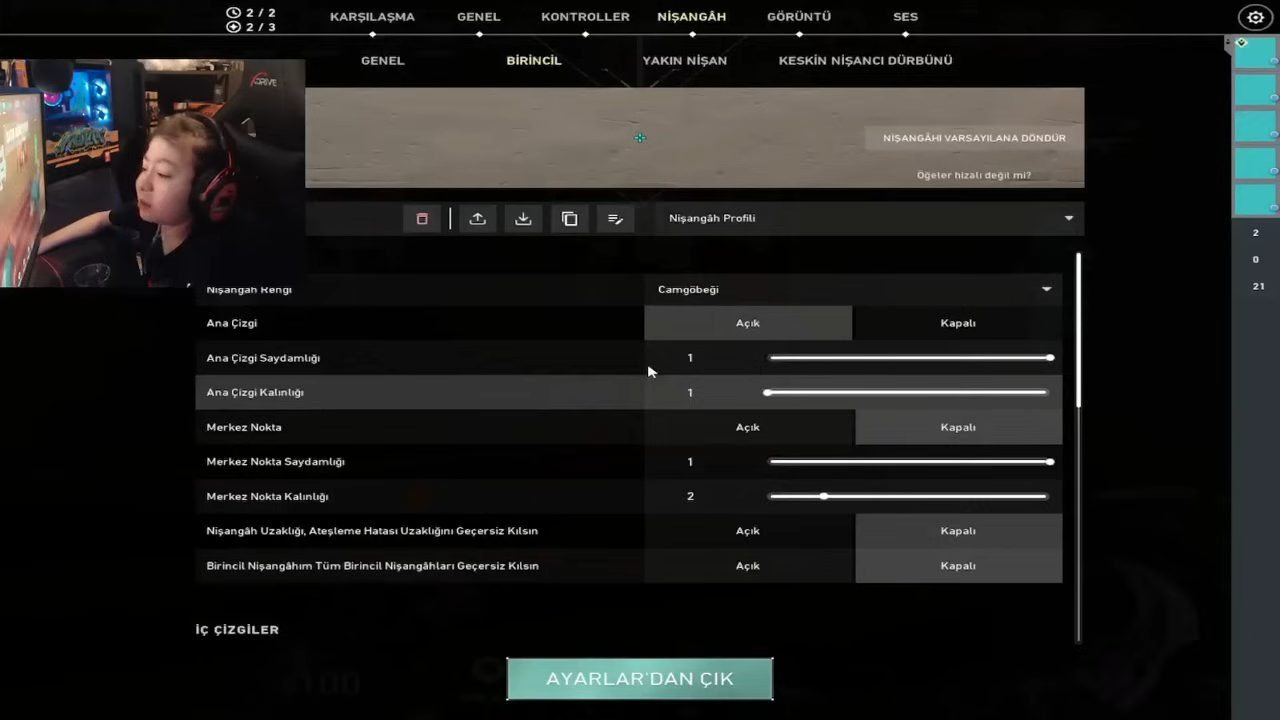 2 / 2
2 / 3
KARŞILAŞMA
GENEL
KONTROLLER
NİŞANGÂH
GÖRÜNTÜ
SES
GENEL
BİRİNCİL
YAKIN NİŞAN
KESKİN NİŞANCI DÜRBÜNÜ
DRIVE
NİŞANGÂHI VARSAYILANA DÖNDÜR
Öğeler hizalı değil mi?
Nişangâh Profili
2
0
21
Nişangâh Rengi
Camgöbeği
Ana Çizgi
Açık
Kapalı
Ana Çizgi Saydamlığı
1
Ana Çizgi Kalınlığı
1
Merkez Nokta
Açık
Kapalı
Merkez Nokta Saydamlığı
1
Merkez Nokta Kalınlığı
2
Nişangâh Uzaklığı, Ateşleme Hatası Uzaklığını Geçersiz Kılsın
Açık
Kapalı
Birincil Nişangâhım Tüm Birincil Nişangâhları Geçersiz Kılsın
Açık
Kapalı
İÇ ÇİZGİLER
AYARLAR'DAN ÇIK
100